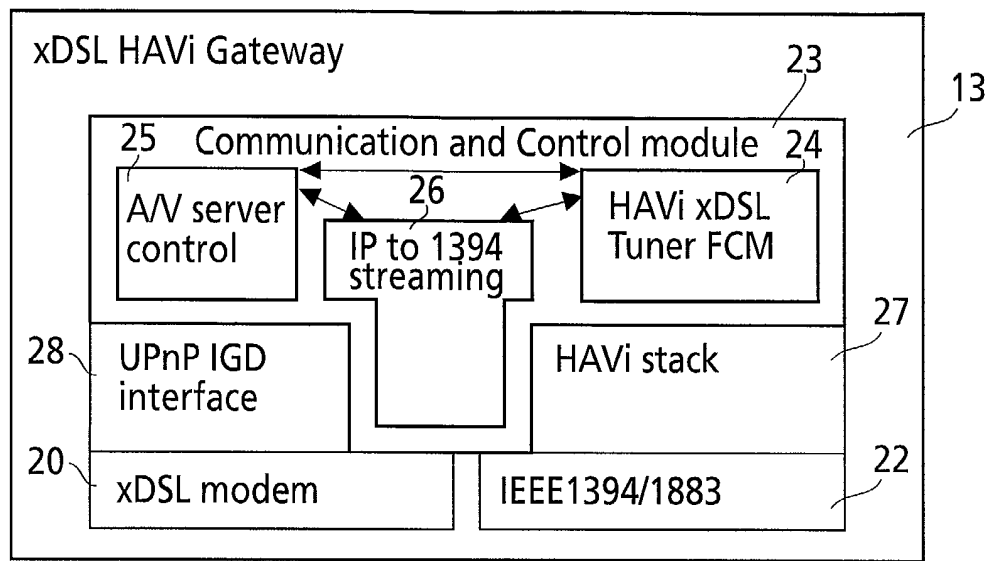 xDSL HAVi Gateway
23
13
Communication and Control module
25
24
A/V server
control
26
IP to 1394
streaming
HAVi xDSL
Tuner FCM
28
UPnP IGD
interface
HAVi stack
27
20
xDSL modem
IEEE1394/1883
22